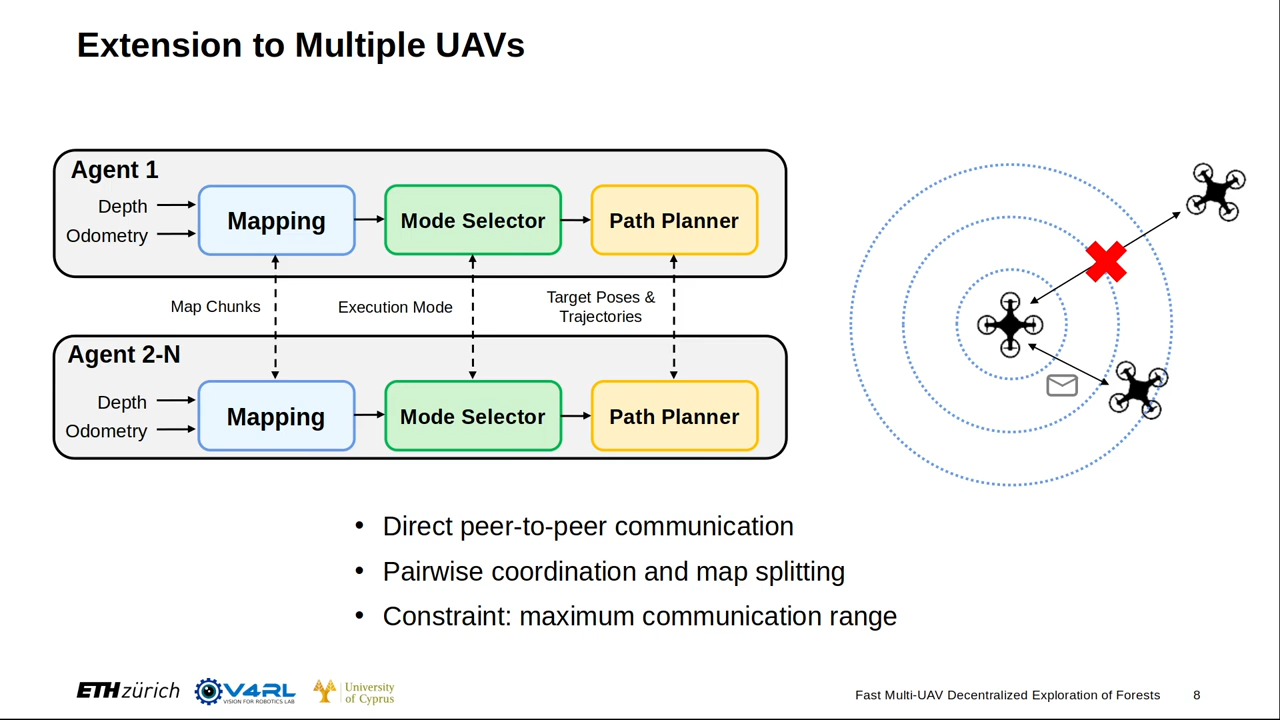 Extension to Multiple UAVs
Agent 1
Depth
Odometry
Mapping
Mode Selector
Path Planner
Map Chunks
Execution Mode
Target Poses &
Trajectories
Agent 2-N
Depth
Odometry
Mapping
Mode Selector
Path Planner
• Direct peer-to-peer communication
• Pairwise coordination and map splitting
• Constraint: maximum communication range
ETH zürich
V4RL
VISION FOR ROBOTICS LAB
University
of Cyprus
Fast Multi-UAV Decentralized Exploration of Forests
8